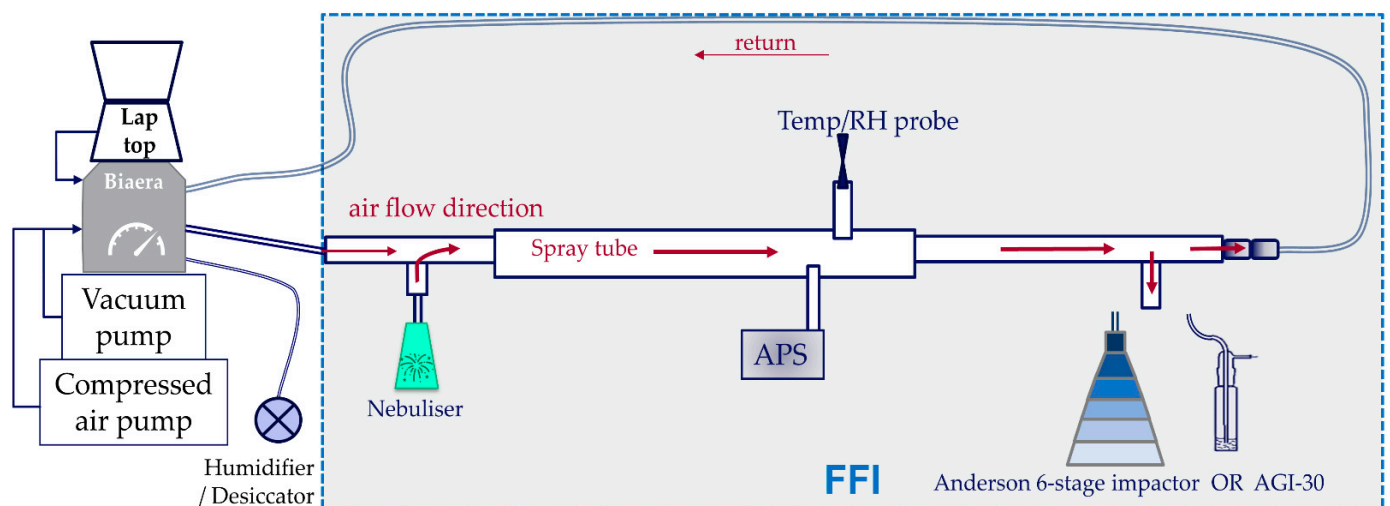 return
Lap
top
Temp/RH probe
Biaera
air flow direction
Spray tube
Vacuum
pump
APS
Compressed
air pump
Nebuliser
Humidifier
/ Desiccator
FFI
Anderson 6-stage impactor OR AGI-30